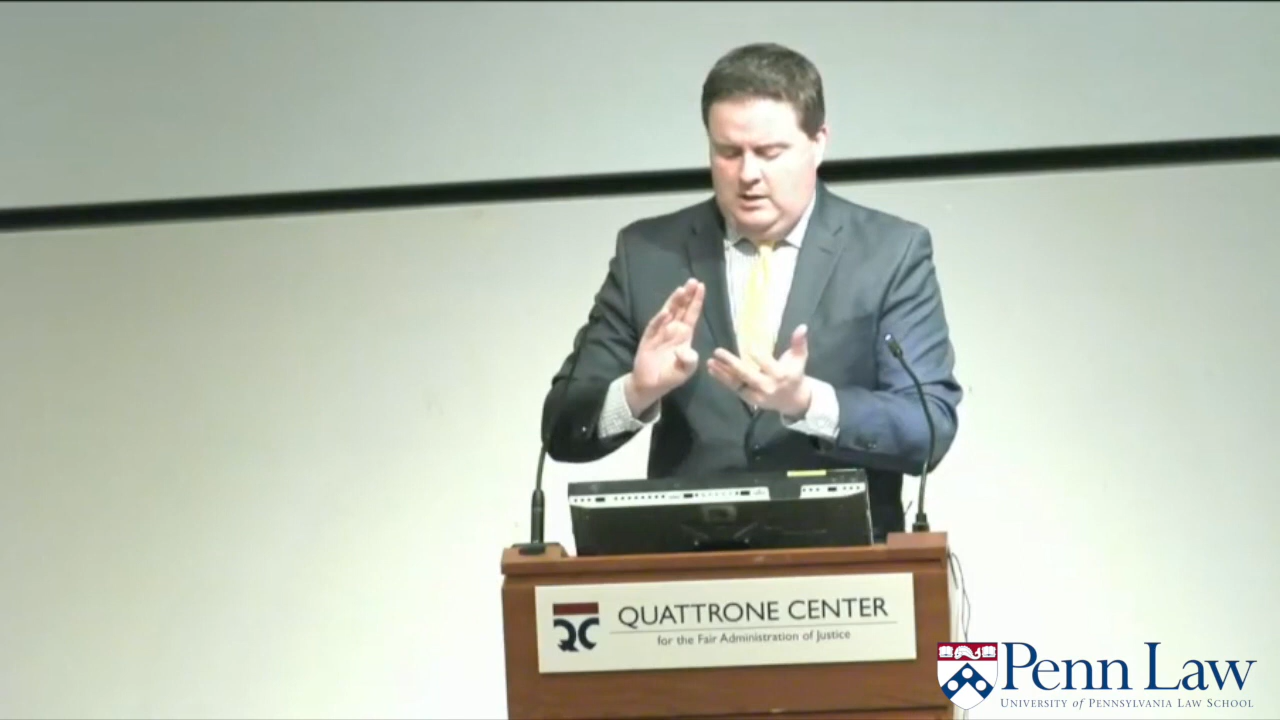 QC
QUATTRONE CENTER
for the Fair Administration of Justice
Penn Law
UNIVERSITY OF PENNSYLVANIA LAW SCHOOL